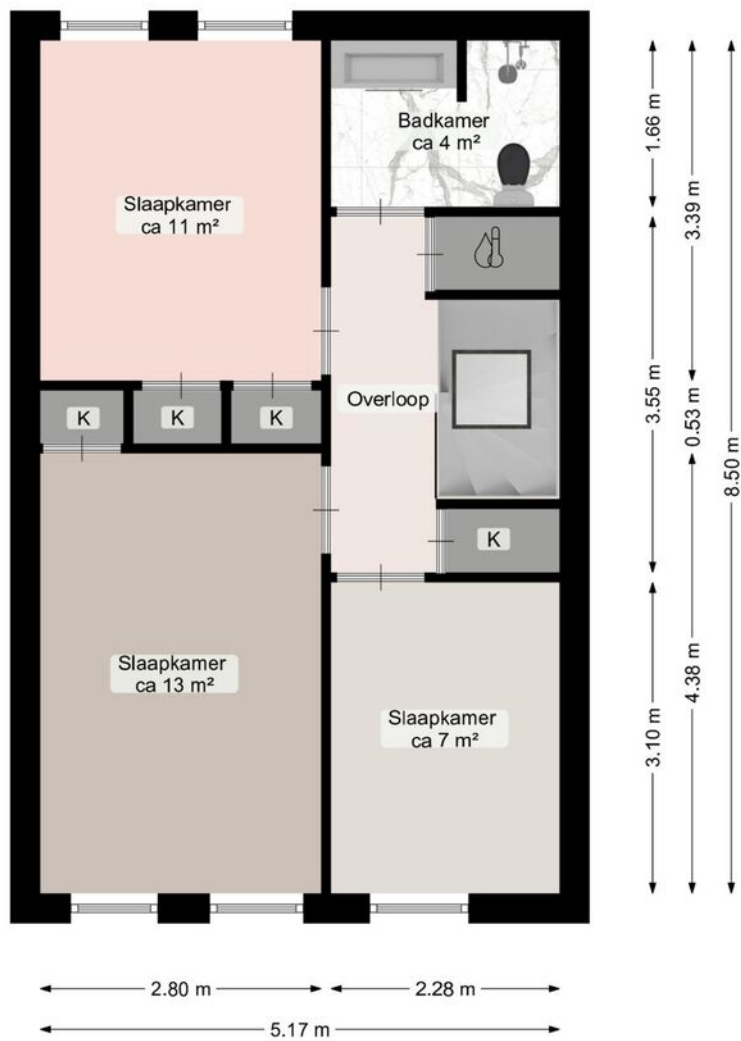 Badkamer
ca 4 m²
Slaapkamer
ca 11 m²
Overloop
K
K
K
K
Slaapkamer
ca 13 m²
Slaapkamer
ca 7 m²
1.66 m
3.39 m
3.55 m
0.53 m
8.50 m
4.38 m
3.10 m
2.80 m
2.28 m
5.17 m